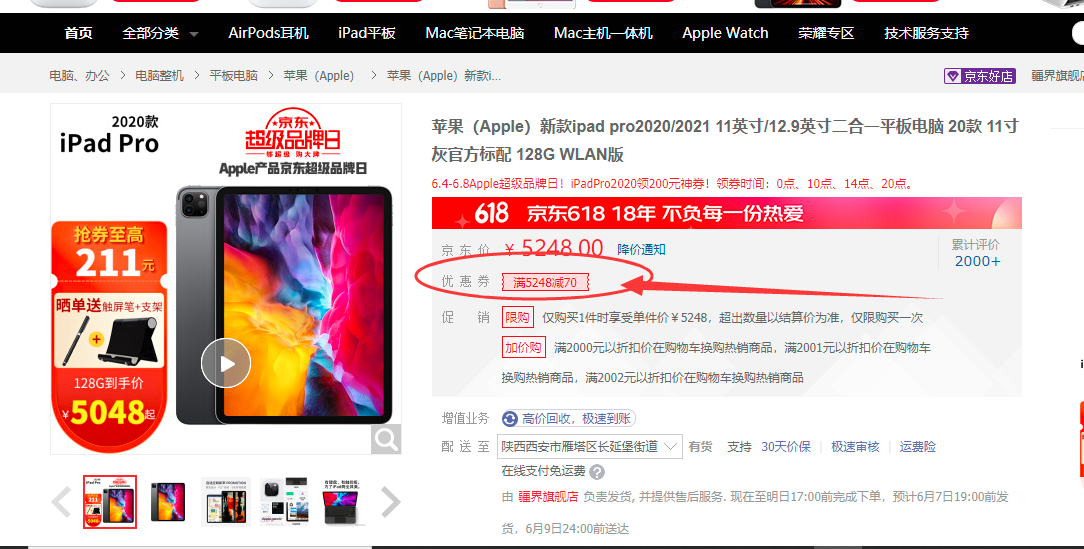 首页 全部分类 AirPods耳机 iPad平板 Mac笔记本电脑 Mac主机一体机 Apple Watch 荣耀专区 技术服务支持
电脑、办公 > 电脑整机 > 平板电脑 > 苹果（Apple） > 苹果（Apple）新款i...
京东好店 疆界旗舰店
2020款
iPad Pro
京东
超级品牌日
等超级 购大牌
Apple产品京东超级品牌日
抢券至高
211元
晒单送触屏笔+支架
128G到手价
¥5048起
苹果（Apple）新款ipad pro2020/2021 11英寸/12.9英寸二合一平板电脑 20款 11寸
灰官方标配 128G WLAN版
6.4-6.8Apple超级品牌日！iPadPro2020领200元神券！领券时间：0点、10点、14点、20点。
618 京东618 18年 不负每一份热爱
京东价 ￥5248.00 降价通知
累计评价
2000+
优惠券 满5248减70
促销 限购 仅购买1件时享受单件价￥5248，超出数量以结算价为准，仅限购买一次
加价购 满2000元以折扣价在购物车换购热销商品，满2001元以折扣价在购物车
换购热销商品，满2002元以折扣价在购物车换购热销商品
增值业务 高价回收，极速到账
配送至 陕西西安市雁塔区长延堡街道 有货 支持 30天价保 极速审核 运费险
在线支付免运费
由 疆界旗舰店 负责发货, 并提供售后服务. 现在至明日17:00前完成下单，预计6月7日19:00前发
货，6月9日24:00前送达